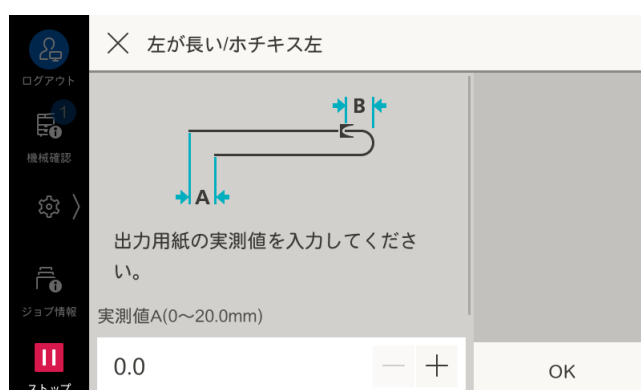 ログアウト
1
機械確認
ジョブ情報
ストップ
左が長い/ホチキス左
B
A
出力用紙の実測値を入力してくださ
い。
実測値A(0～20.0mm)
0.0
OK